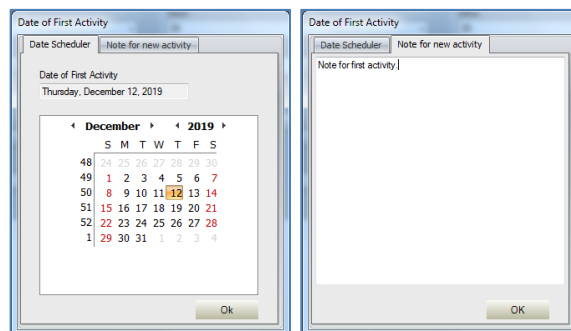 Date of First Activity
Date Scheduler Note for new activity
Date of First Activity
Thursday, December 12, 2019
December 2019
S M T W T F S
48 24 25 26 27 28 29 30
49 1 2 3 4 5 6 7
50 8 9 10 11 12 13 14
51 15 16 17 18 19 20 21
52 22 23 24 25 26 27 28
1 29 30 31 1 2 3 4
Ok
Date of First Activity
Date Scheduler Note for new activity
Note for first activity.
OK